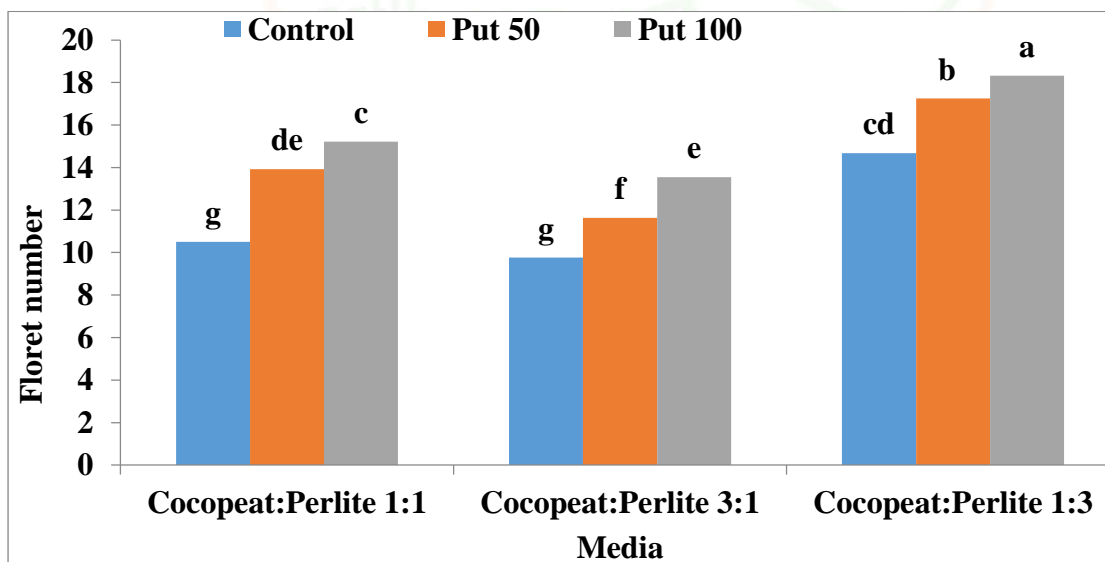 Control Put 50 Put 100
20
18
16
14
12
10
8
6
4
2
0
Floret number
g
de
c
g
f
e
cd
b
a
Cocopeat:Perlite 1:1 Cocopeat:Perlite 3:1 Cocopeat:Perlite 1:3
Media